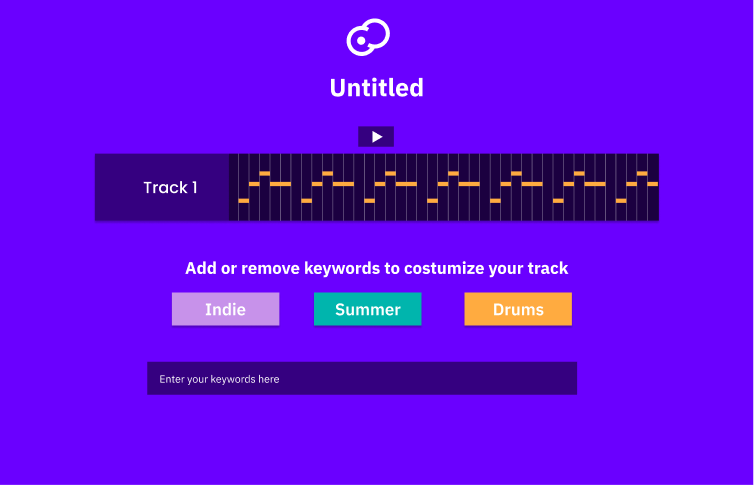 Untitled
Track 1
Add or remove keywords to costumize your track
Indie
Summer
Drums
Enter your keywords here